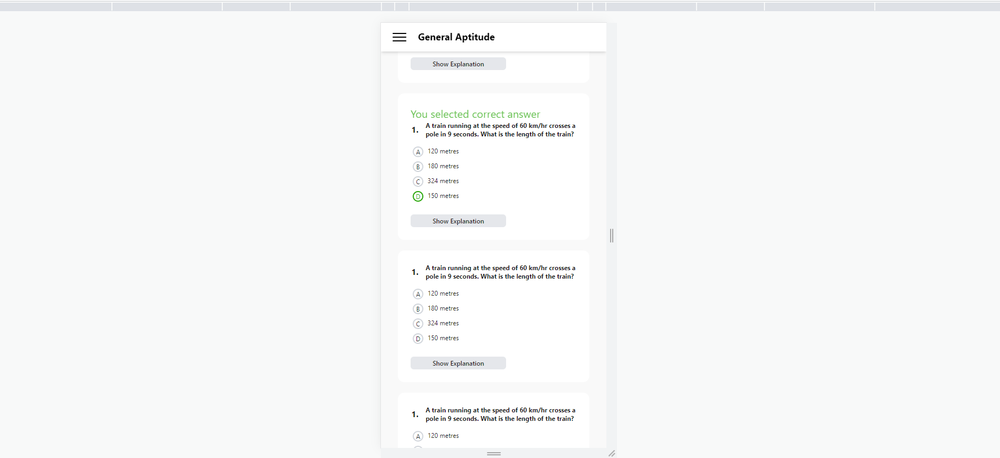 General Aptitude
Show Explanation
You selected correct answer
1. A train running at the speed of 60 km/hr crosses a
pole in 9 seconds. What is the length of the train?
A 120 metres
B 180 metres
C 324 metres
D 150 metres
Show Explanation
1. A train running at the speed of 60 km/hr crosses a
pole in 9 seconds. What is the length of the train?
A 120 metres
B 180 metres
C 324 metres
D 150 metres
Show Explanation
1. A train running at the speed of 60 km/hr crosses a
pole in 9 seconds. What is the length of the train?
A 120 metres